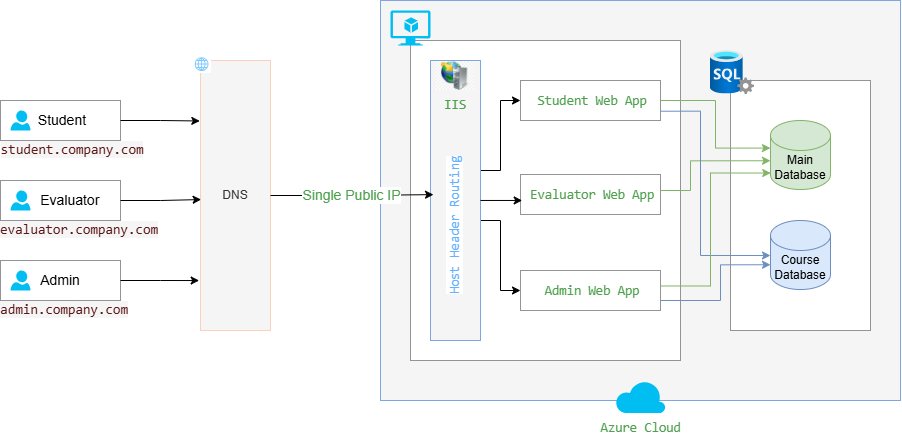 Student
student.company.com
Evaluator
evaluator.company.com
Admin
admin.company.com
DNS
Single Public IP
IIS
Host Header Routing
Student Web App
Evaluator Web App
Admin Web App
SQL
Main
Database
Course
Database
Azure Cloud